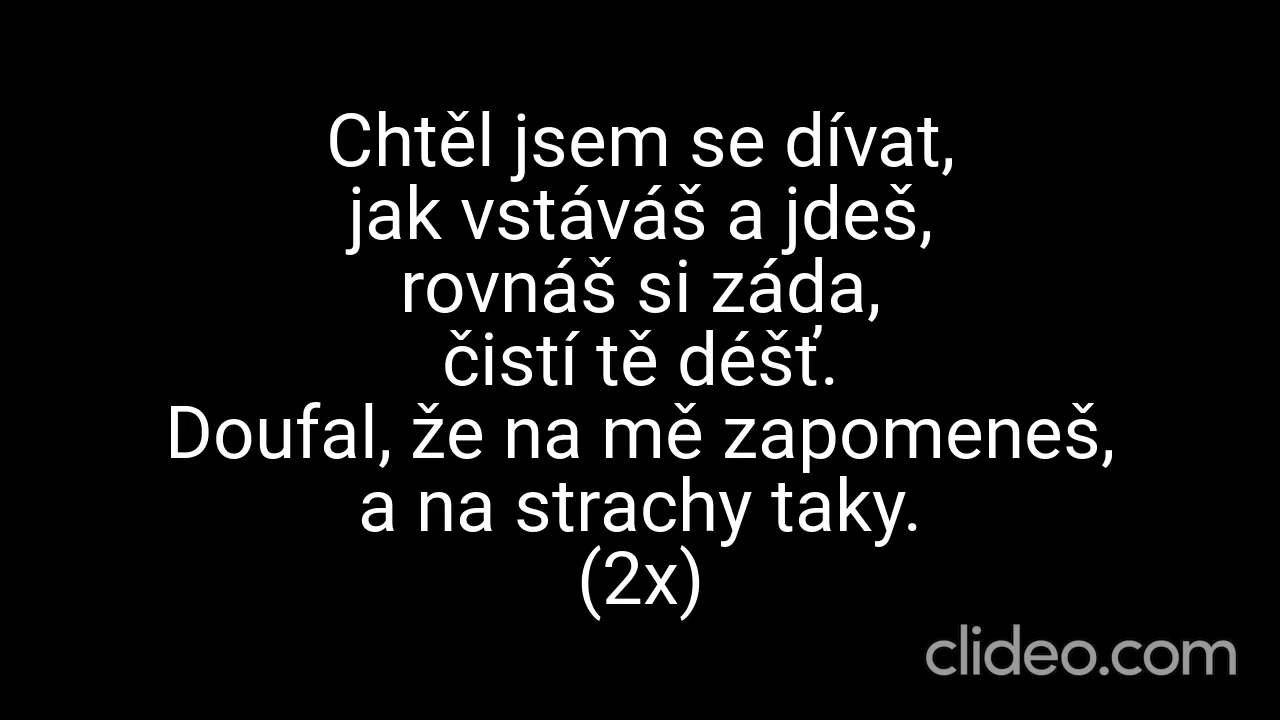 Chtěl jsem se dívat,
jak vstáváš a jdeš,
rovnáš si záda,
čistí tě déšť.
Doufal, že na mě zapomeneš,
a na strachy taky.
(2x)
clideo.com